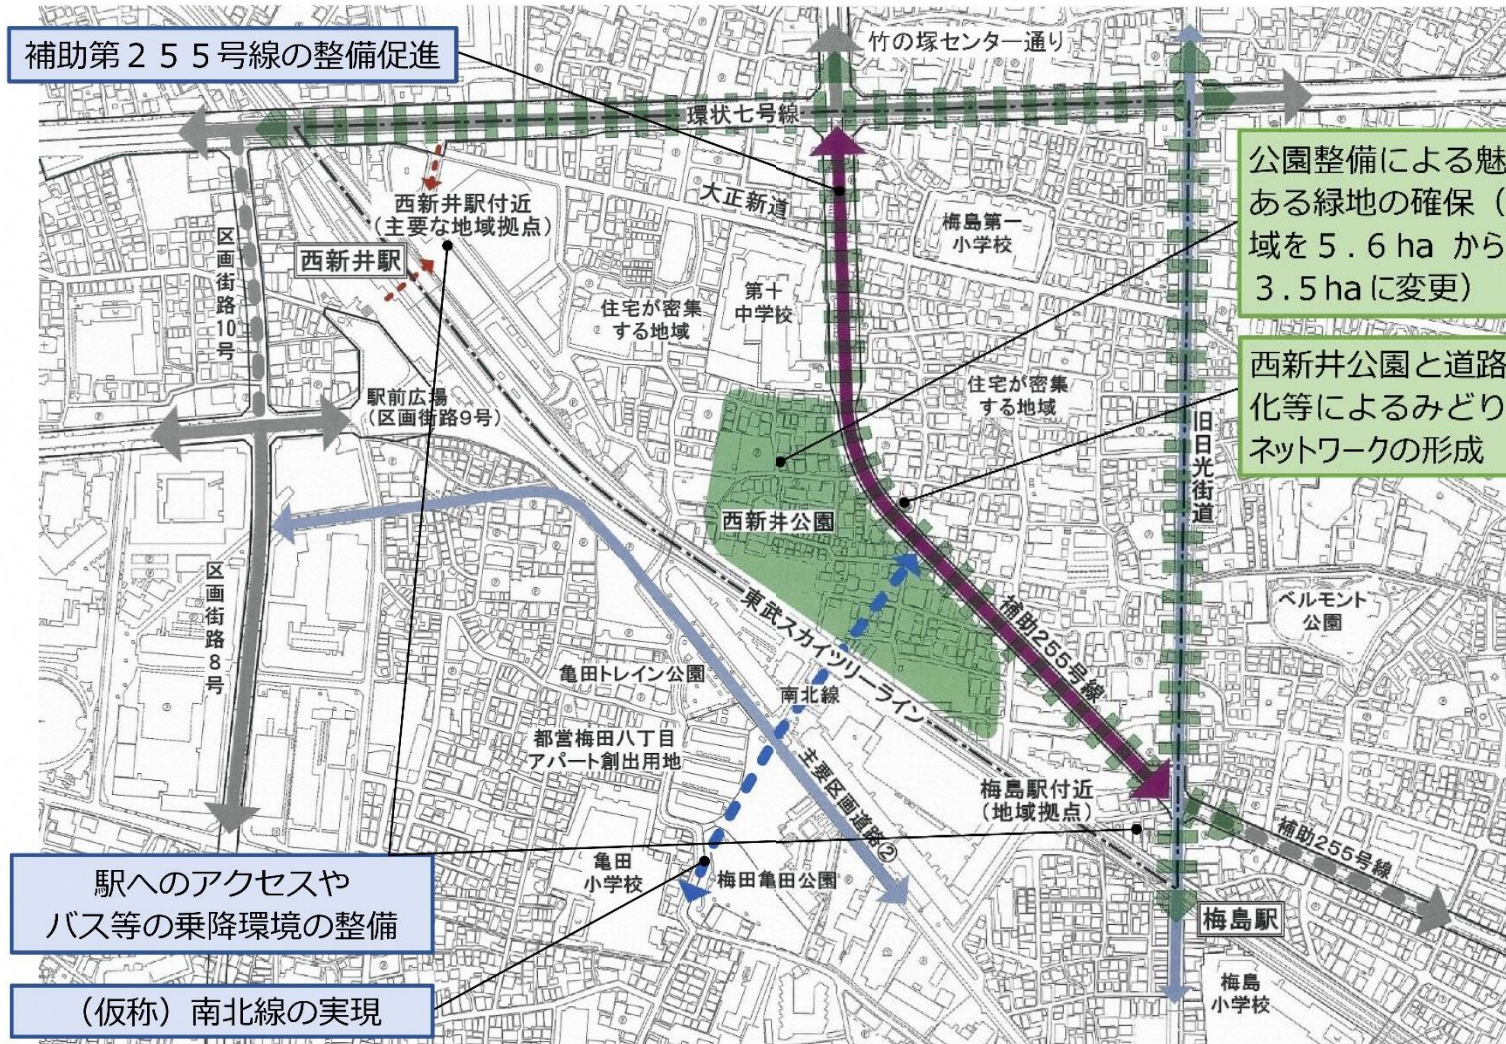 補助第２５５号線の整備促進
竹の塚センター通り
環状七号線
公園整備による魅
ある緑地の確保（
域を５.６ha から
３.５haに変更）
西新井駅付近
（主要な地域拠点）
大正新道
梅島第一
小学校
西新井駅
区画街路10号
第十
中学校
住宅が密集
する地域
西新井公園と道路
化等によるみどり
ネットワークの形成
住宅が密集
する地域
駅前広場
（区画街路9号）
旧日光街道
西新井公園
区画街路8号
東武スカイツリーライン
補助255号線
ベルモント
公園
亀田トレイン公園
南北線
都営梅田八丁目
アパート創出用地
主要区画道路②
梅島駅付近
（地域拠点）
補助255号線
亀田
小学校
梅田亀田公園
駅へのアクセスや
バス等の乗降環境の整備
梅島駅
梅島
小学校
（仮称）南北線の実現